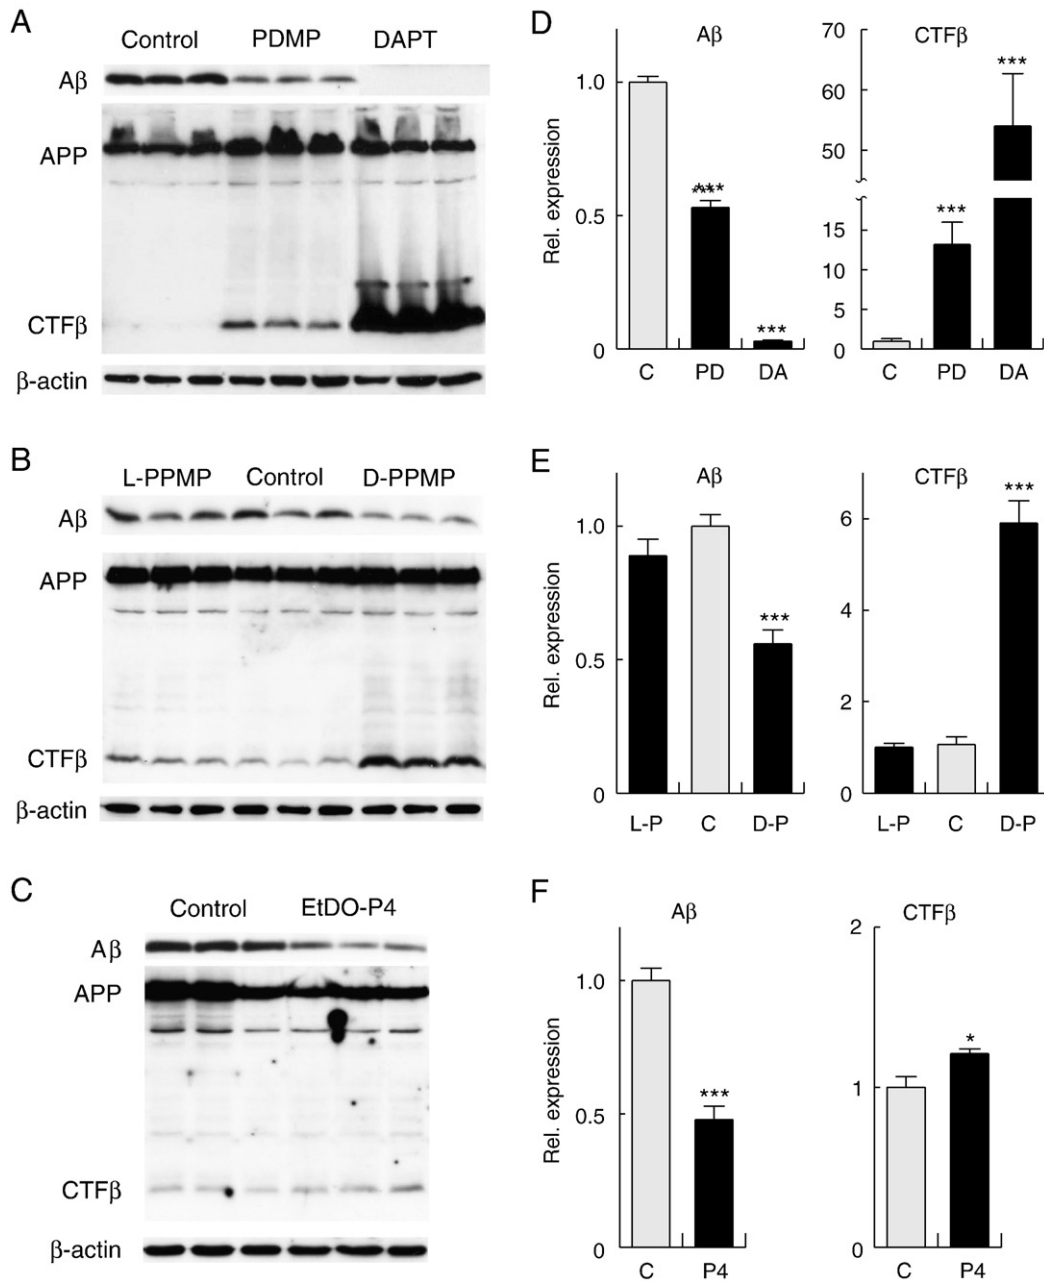 A
Control PDMP DAPT
Aβ
APP
CTFβ
β-actin
D
Aβ
CTFβ
Rel. expression
1.0
0.5
0
***
***
C PD DA
70
60
50
15
10
5
0
***
***
C PD DA
B
L-PPMP Control D-PPMP
Aβ
APP
CTFβ
β-actin
E
Aβ
CTFβ
Rel. expression
1.0
0.5
0
***
L-P C D-P
6
4
2
0
***
L-P C D-P
C
Control EtDO-P4
Aβ
APP
CTFβ
β-actin
F
Aβ
CTFβ
Rel. expression
1.0
0.5
0
***
C P4
2
1
0
*
C P4